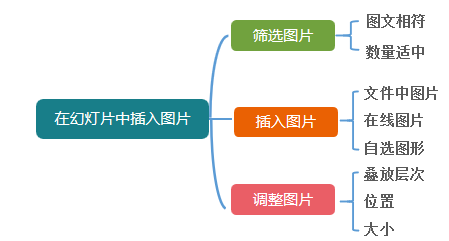 在幻灯片中插入图片
筛选图片
图文相符
数量适中
插入图片
文件中图片
在线图片
自选图形
调整图片
叠放层次
位置
大小